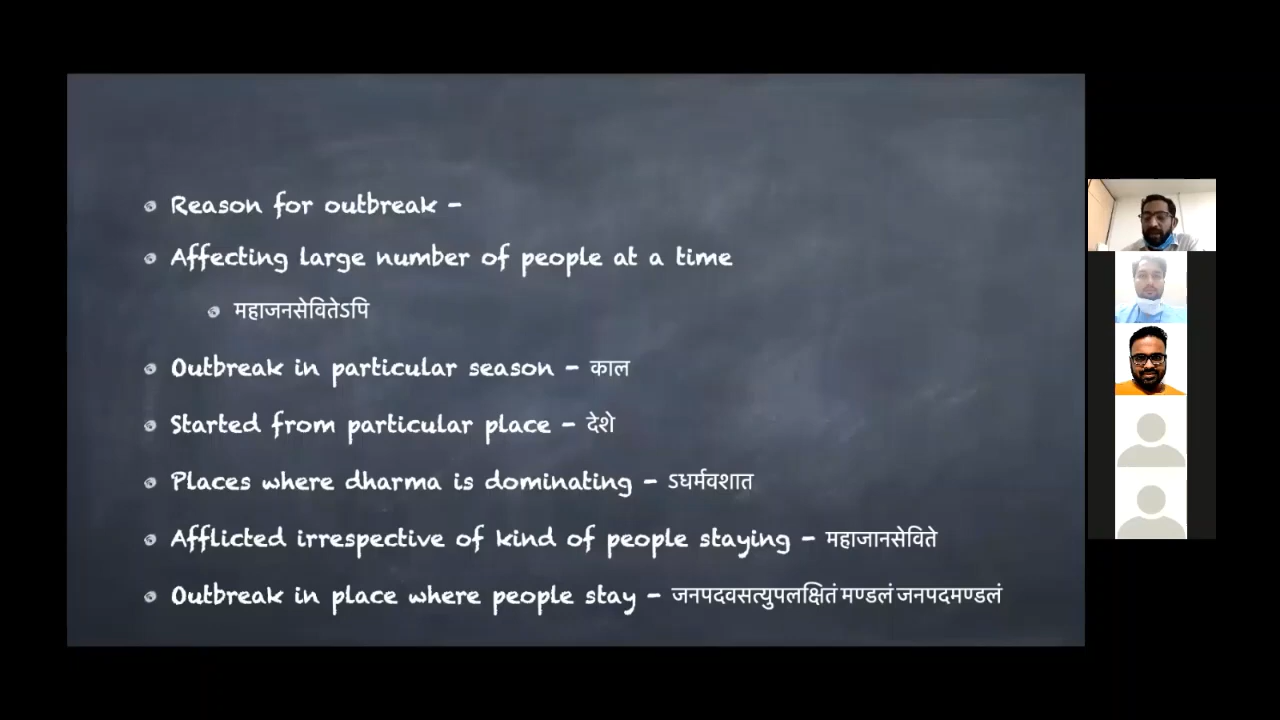 Reason for outbreak -
Affecting large number of people at a time
महाजनसेवितेऽपि
Outbreak in particular season - काल
Started from particular place - देशे
Places where dharma is dominating - ऽधर्मवशात
Afflicted irrespective of kind of people staying - महाजानसेविते
Outbreak in place where people stay - जनपदवसत्युपलक्षितं मण्डलं जनपदमण्डलं